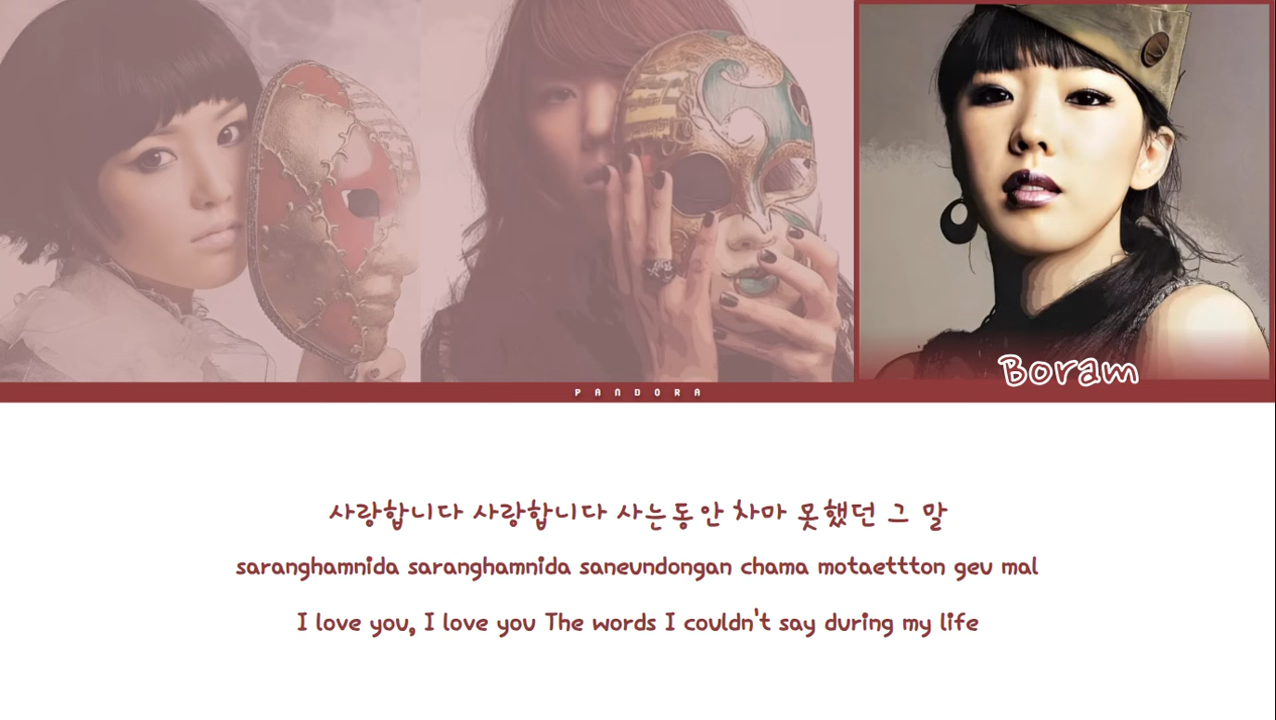 Boram
PANDORA
사랑합니다 사랑합니다 사는동안 차마 못했던 그 말
saranghamnida saranghamnida saneundongan chama motaettton geu mal
I love you, I love you The words I couldn't say during my life